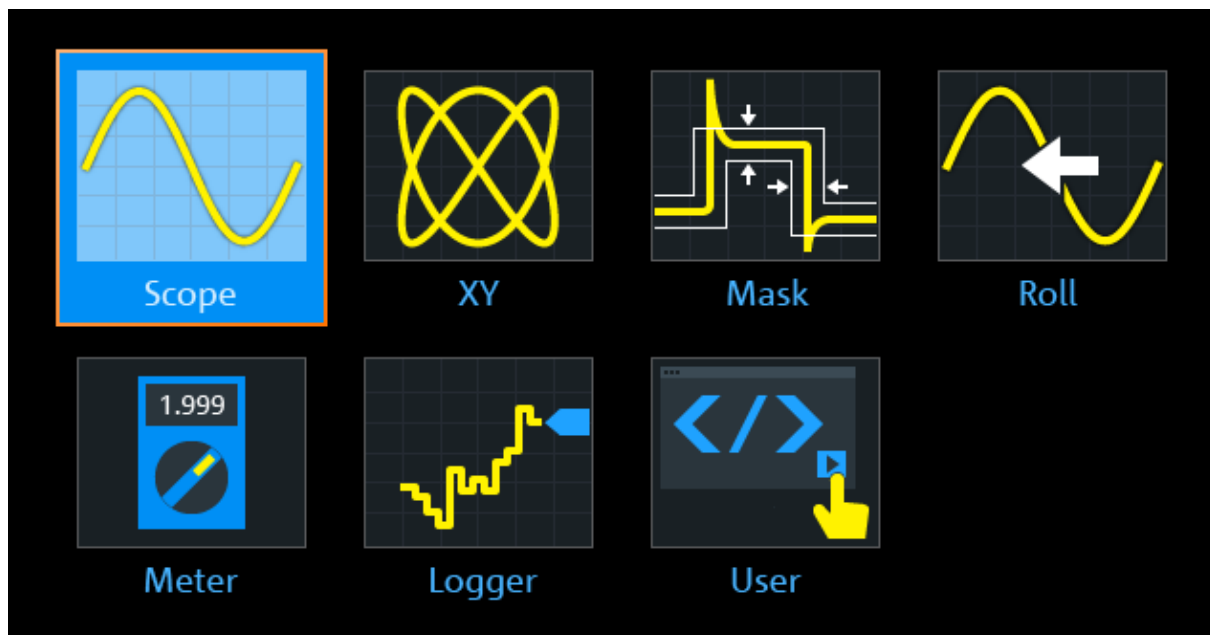 Scope
XY
Mask
Roll
1.999
Meter
Logger
</>
User